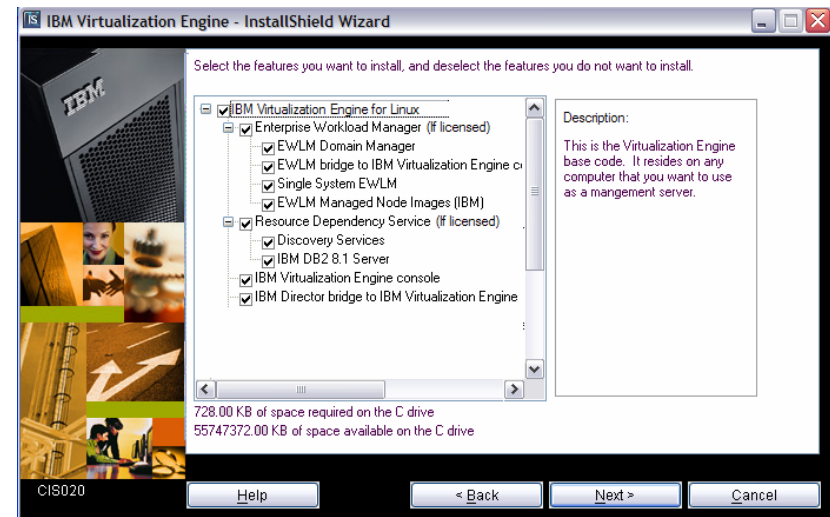 IBM Virtualization Engine - InstallShield Wizard
IBM
Select the features you want to install, and deselect the features you do not want to install.
IBM Virtualization Engine for Linux
Enterprise Workload Manager (If licensed)
EWLM Domain Manager
EWLM bridge to IBM Virtualization Engine c
Single System EWLM
EWLM Managed Node Images (IBM)
Resource Dependency Service (If licensed)
Discovery Services
IBM DB2 8.1 Server
IBM Virtualization Engine console
IBM Director bridge to IBM Virtualization Engine
Description:
This is the Virtualization Engine
base code. It resides on any
computer that you want to use
as a mangement server.
728.00 KB of space required on the C drive
55747372.00 KB of space available on the C drive
CIS020
Help
< Back
Next >
Cancel